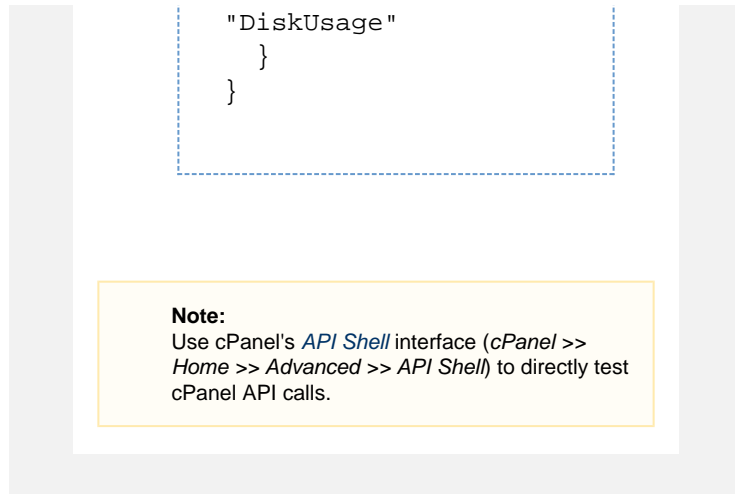 "DiskUsage"
  }
}
Note:
Use cPanel's API Shell interface (cPanel >>
Home >> Advanced >> API Shell) to directly test
cPanel API calls.